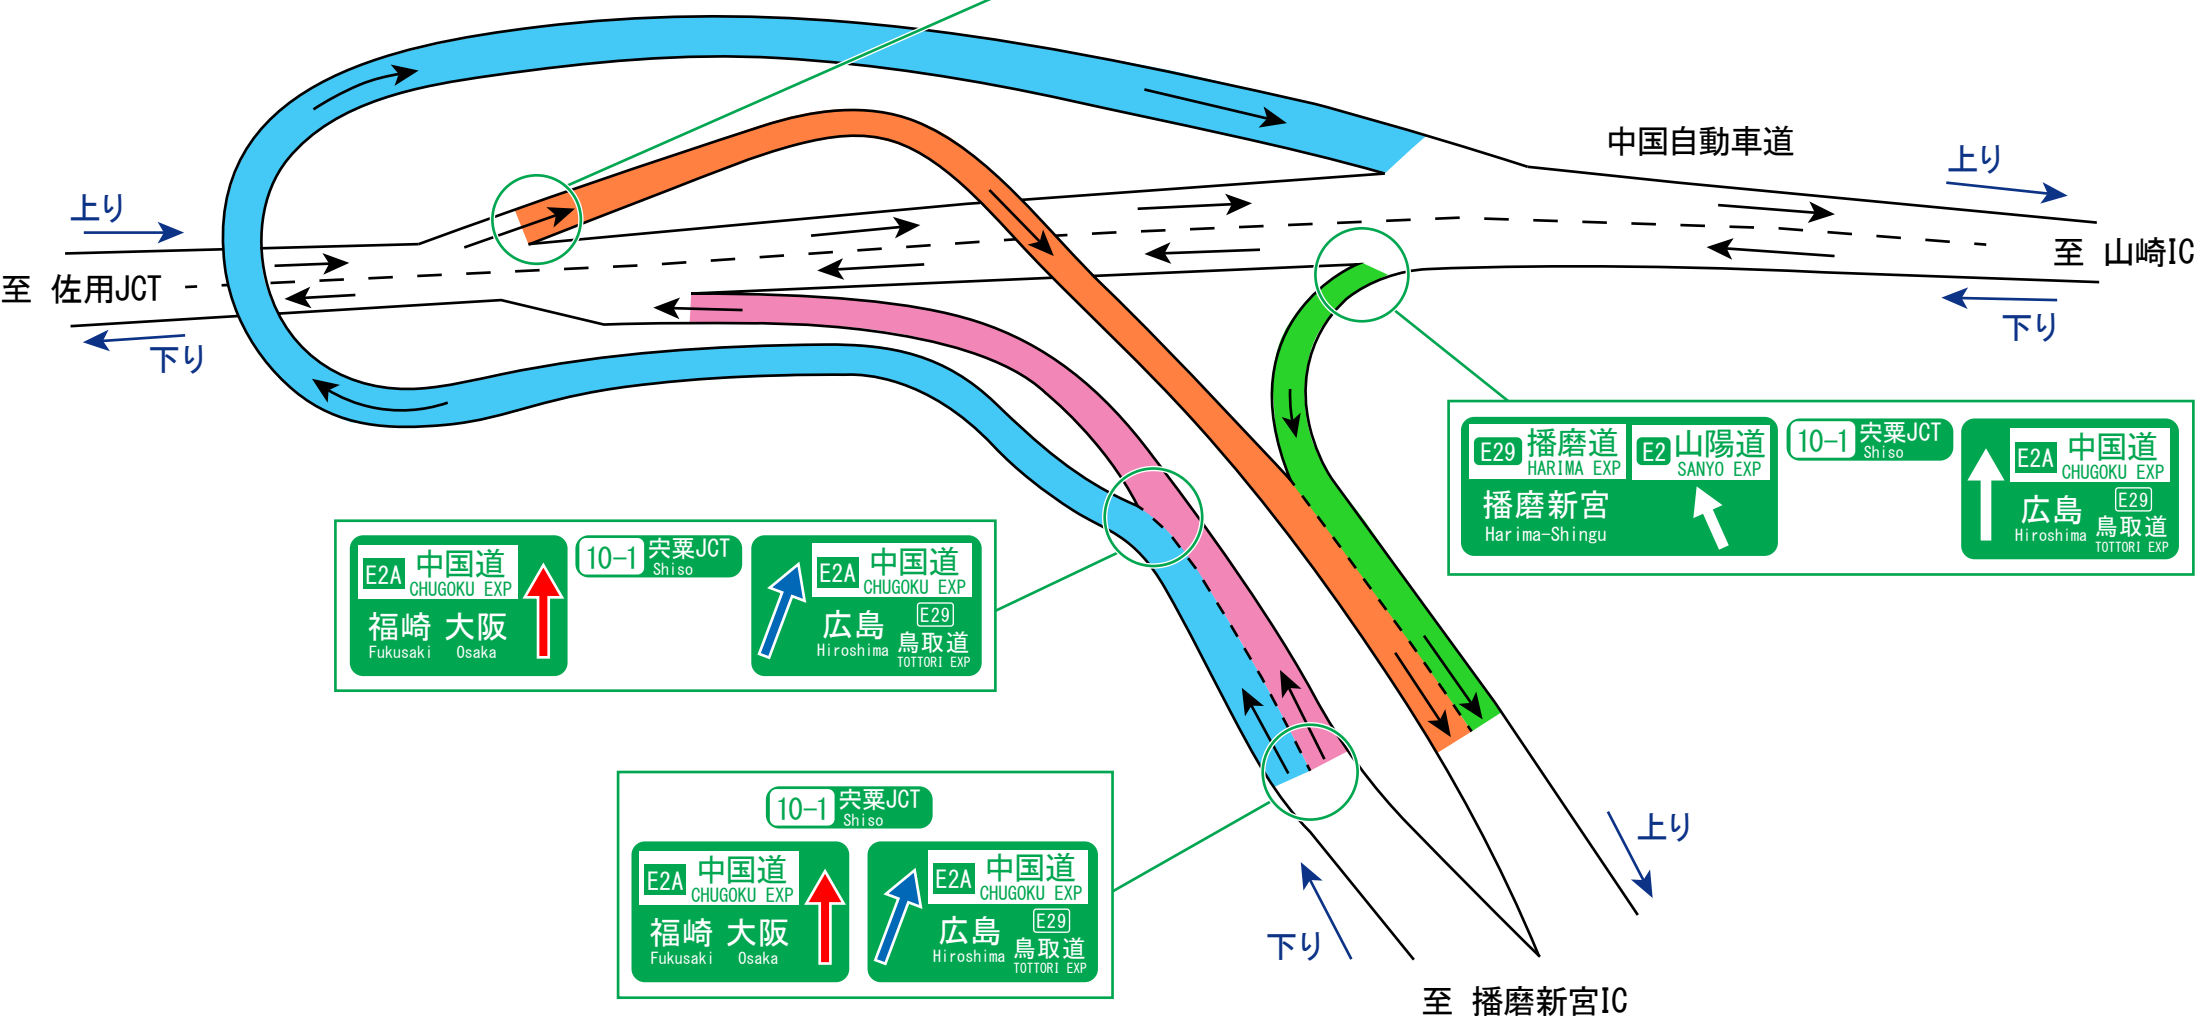 中国自動車道
上り
上り
至 山崎IC
至 佐用JCT
下り
下り
E29 播磨道
HARIMA EXP
E2 山陽道
SANYO EXP
播磨新宮
Harima-Shingu
10-1 宍粟JCT
Shiso
E2A 中国道
CHUGOKU EXP
広島
Hiroshima
E29
鳥取道
TOTTORI EXP
E2A 中国道
CHUGOKU EXP
福崎 大阪
Fukusaki Osaka
10-1 宍粟JCT
Shiso
E2A 中国道
CHUGOKU EXP
広島
Hiroshima
E29
鳥取道
TOTTORI EXP
10-1 宍粟JCT
Shiso
E2A 中国道
CHUGOKU EXP
福崎 大阪
Fukusaki Osaka
E2A 中国道
CHUGOKU EXP
広島
Hiroshima
E29
鳥取道
TOTTORI EXP
上り
下り
至 播磨新宮IC